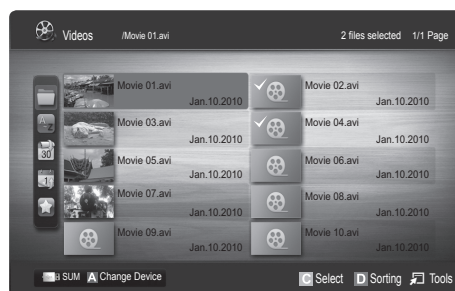 Videos /Movie 01.avi 2 files selected 1/1 Page
Movie 01.avi Movie 02.avi
Jan.10.2010 Jan.10.2010
Movie 03.avi Movie 04.avi
Jan.10.2010 Jan.10.2010
Movie 05.avi Movie 06.avi
Jan.10.2010 Jan.10.2010
Movie 07.avi Movie 08.avi
Jan.10.2010 Jan.10.2010
Movie 09.avi Movie 10.avi
Jan.10.2010 Jan.10.2010
SUM A Change Device C Select D Sorting Tools